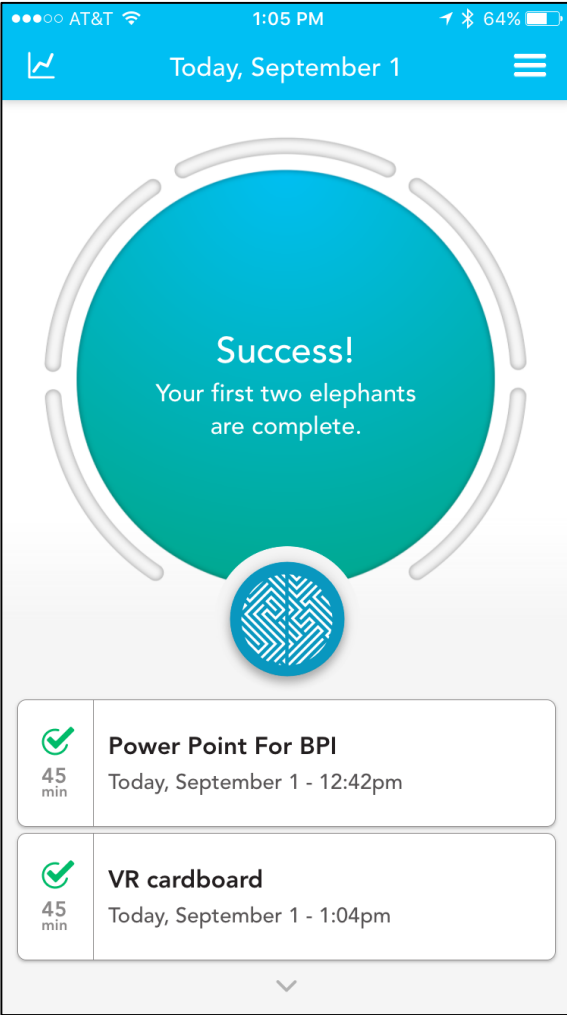 AT&T 1:05 PM 64%
Today, September 1
Success!
Your first two elephants
are complete.
45
min
Power Point For BPI
Today, September 1 - 12:42pm
45
min
VR cardboard
Today, September 1 - 1:04pm